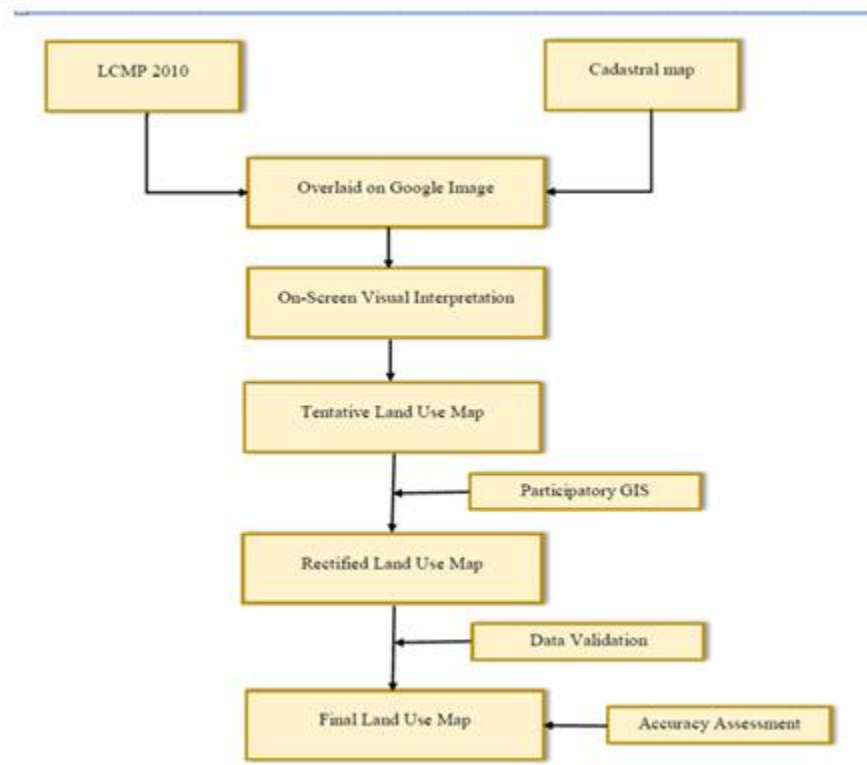 LCMP 2010
Cadastral map
Overlaid on Google Image
On-Screen Visual Interpretation
Tentative Land Use Map
Participatory GIS
Rectified Land Use Map
Data Validation
Final Land Use Map
Accuracy Assessment